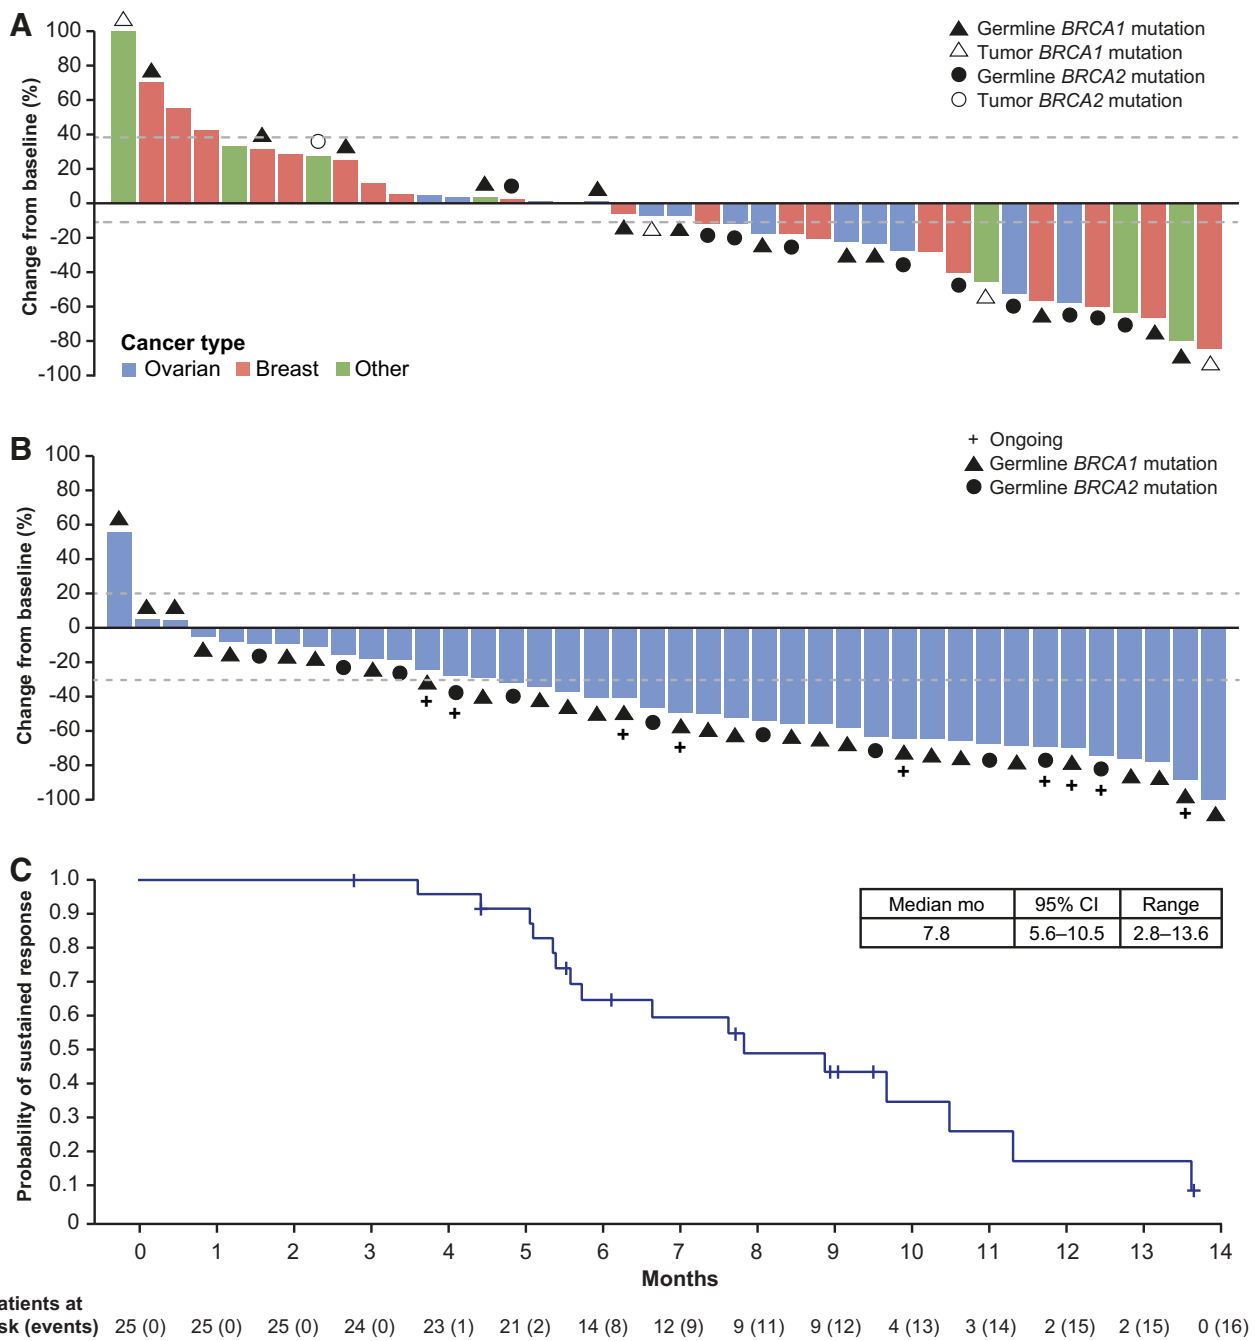 A
Change from baseline (%)
100
80
60
40
20
0
-20
-40
-60
-80
-100
Germline BRCA1 mutation
Tumor BRCA1 mutation
Germline BRCA2 mutation
Tumor BRCA2 mutation
Cancer type
Ovarian Breast Other
B
Change from baseline (%)
100
80
60
40
20
0
-20
-40
-60
-80
-100
+ Ongoing
Germline BRCA1 mutation
Germline BRCA2 mutation
C
Probability of sustained response
1.0
0.9
0.8
0.7
0.6
0.5
0.4
0.3
0.2
0.1
0
Median mo 95% CI Range
7.8 5.6–10.5 2.8–13.6
0 1 2 3 4 5 6 7 8 9 10 11 12 13 14
Months
atients at
sk (events) 25 (0) 25 (0) 25 (0) 24 (0) 23 (1) 21 (2) 14 (8) 12 (9) 9 (11) 9 (12) 4 (13) 3 (14) 2 (15) 2 (15) 0 (16)